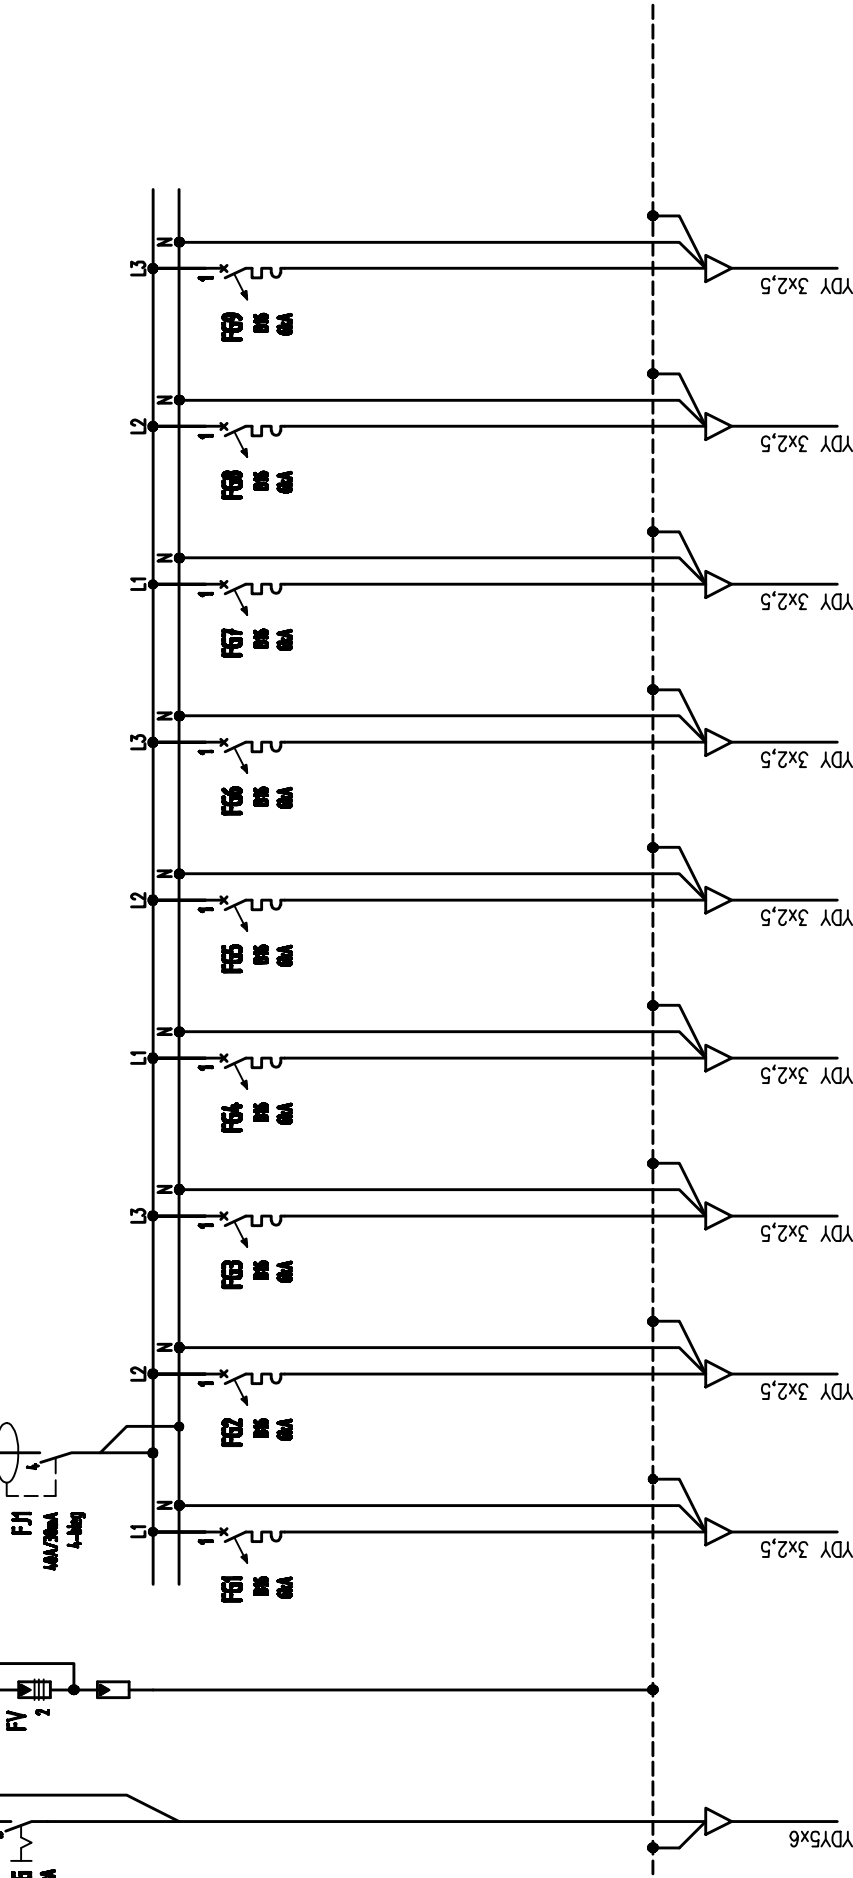 N
L3
1
FG9
B16
6kA
YDY 3x2,5
N
L2
1
FG8
B16
6kA
YDY 3x2,5
N
L1
1
FG7
B16
6kA
YDY 3x2,5
N
L3
1
FG6
B16
6kA
YDY 3x2,5
N
L2
1
FG5
B16
6kA
YDY 3x2,5
N
L1
1
FG4
B16
6kA
YDY 3x2,5
N
L3
1
FG3
B16
6kA
YDY 3x2,5
N
L2
1
FG2
B16
6kA
YDY 3x2,5
4
FJ1
40A/30mA
4-bieg
N
L1
1
FG1
B16
6kA
YDY 3x2,5
FV
2
YDY5x6